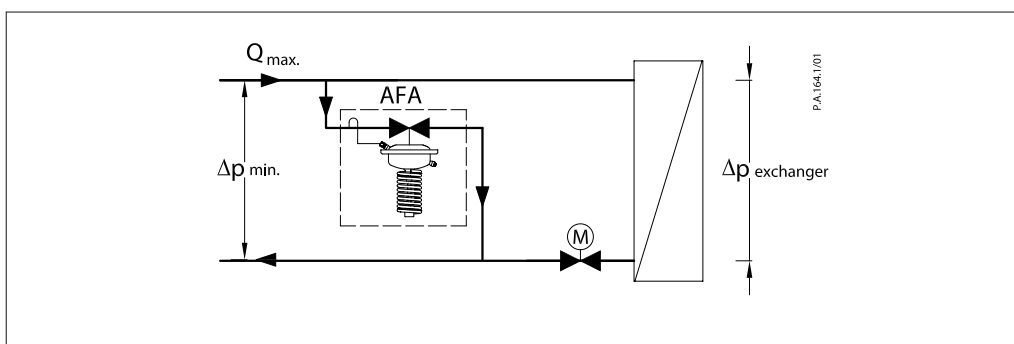 Q max.
AFA
Δp min.
Δp exchanger
M
P.A.164.1/01